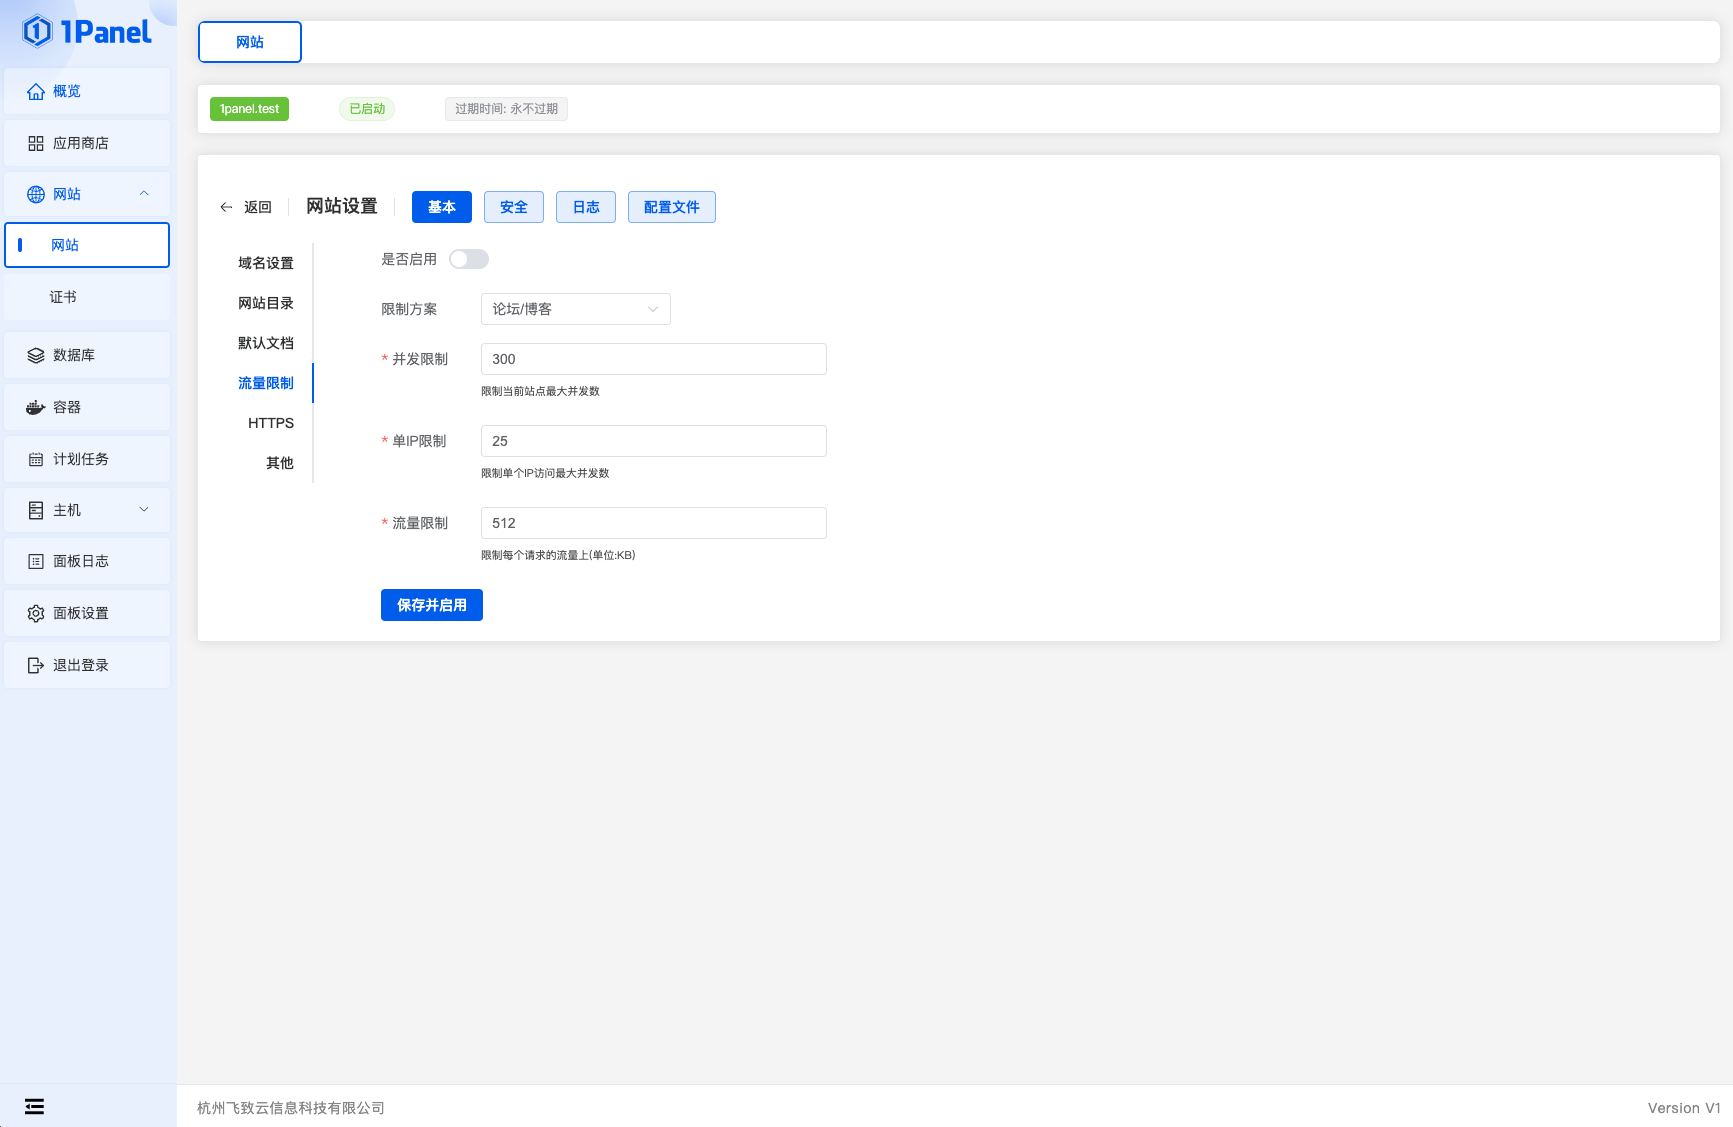 1Panel
概览
应用商店
网站
网站
证书
数据库
容器
计划任务
主机
面板日志
面板设置
退出登录
网站
1panel.test 已启动 过期时间: 永不过期
返回 网站设置 基本 安全 日志 配置文件
域名设置
网站目录
默认文档
流量限制
HTTPS
其他
是否启用
限制方案 论坛/博客
* 并发限制 300
限制当前站点最大并发数
* 单IP限制 25
限制单个IP访问最大并发数
* 流量限制 512
限制每个请求的流量上(单位:KB)
保存并启用
杭州飞致云信息科技有限公司 Version V1